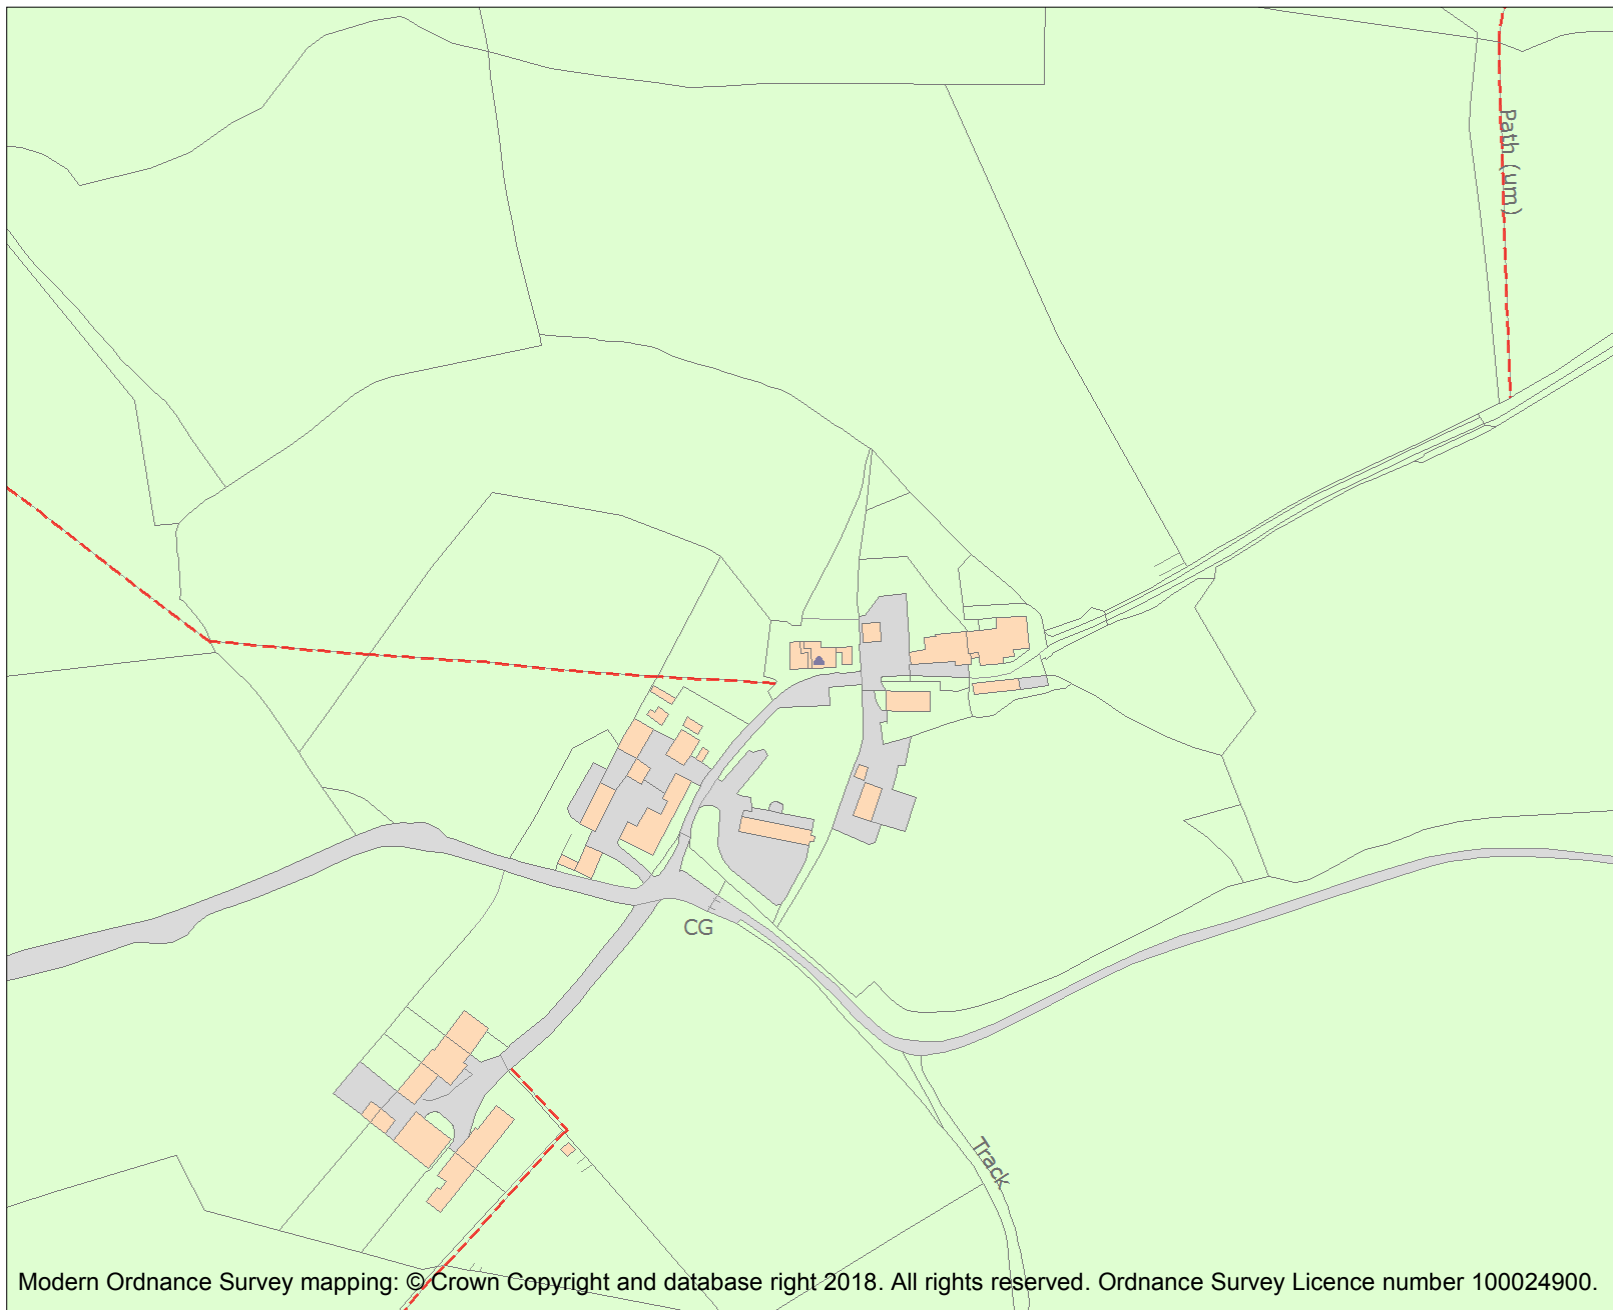 Path (um)
CG
Track
Modern Ordnance Survey mapping: © Crown Copyright and database right 2018. All rights reserved. Ordnance Survey Licence number 100024900.